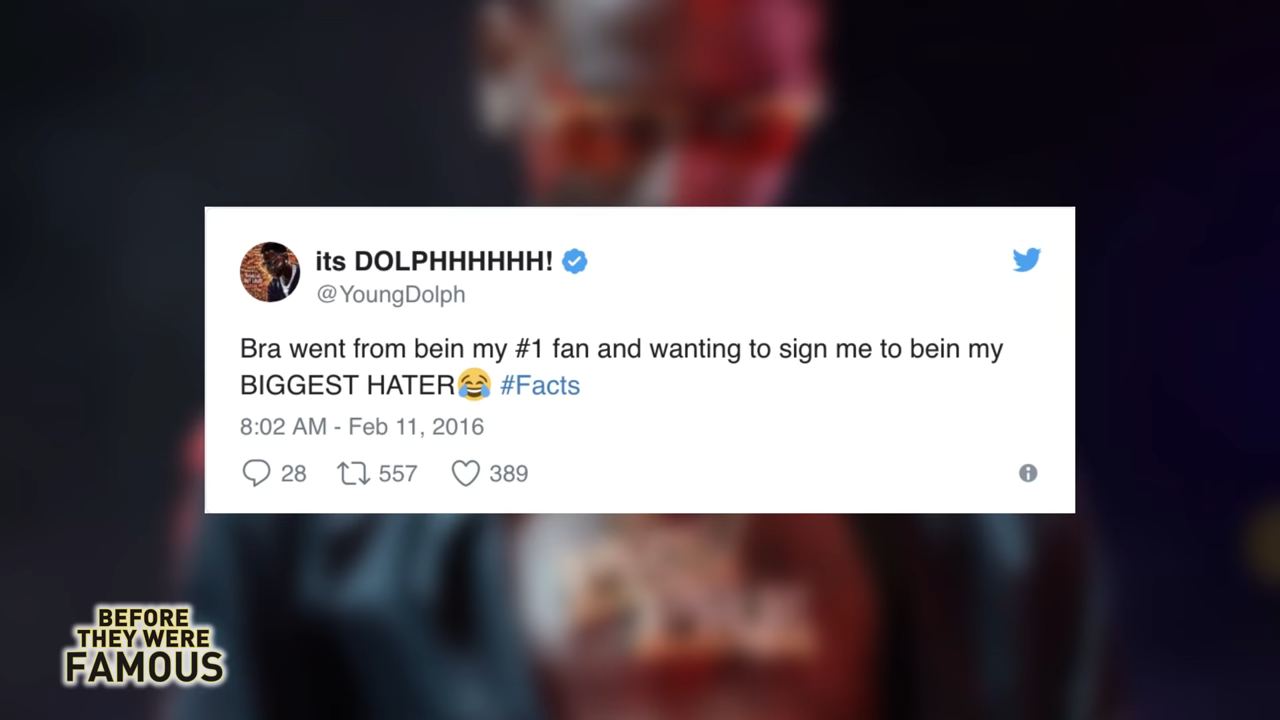 its DOLPHHHHHH!
@YoungDolph
Bra went from bein my #1 fan and wanting to sign me to bein my
BIGGEST HATER😂 #Facts
8:02 AM - Feb 11, 2016
28 557 389
BEFORE
THEY WERE
FAMOUS